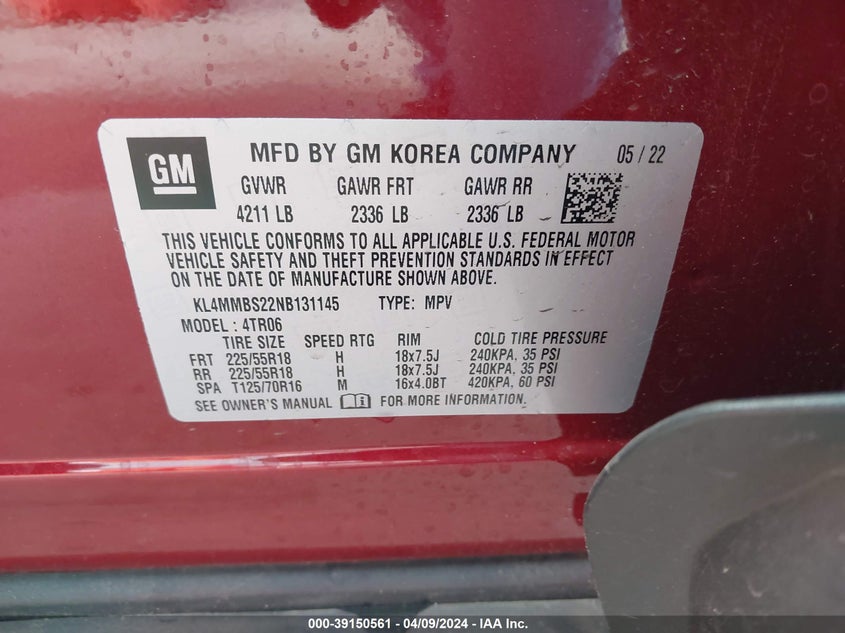 GM MFD BY GM KOREA COMPANY 05 / 22
GVWR GAWR FRT GAWR RR
4211 LB 2336 LB 2336 LB
THIS VEHICLE CONFORMS TO ALL APPLICABLE U.S. FEDERAL MOTOR
VEHICLE SAFETY AND THEFT PREVENTION STANDARDS IN EFFECT
ON THE DATE OF MANUFACTURE SHOWN ABOVE.
KL4MMBS22NB131145 TYPE: MPV
MODEL : 4TR06
TIRE SIZE SPEED RTG RIM COLD TIRE PRESSURE
FRT 225/55R18 H 18x7.5J 240KPA, 35 PSI
RR 225/55R18 H 18x7.5J 240KPA, 35 PSI
SPA T125/70R16 M 16x4.0BT 420KPA, 60 PSI
SEE OWNER'S MANUAL FOR MORE INFORMATION.
000-39150561 - 04/09/2024 - IAA Inc.